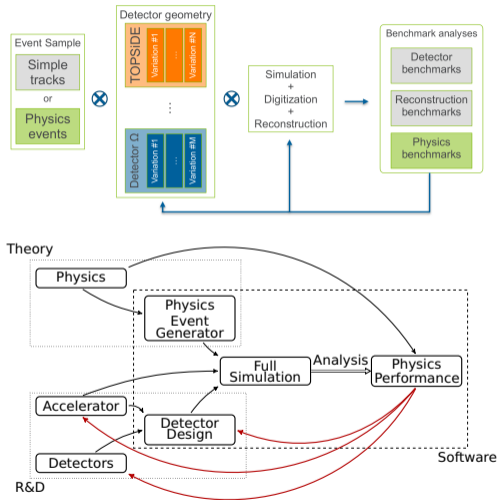 Detector geometry
Benchmark analyses
Event Sample
Simple
tracks
or
Physics
events
TOPSiDE
Variation #1
...
Variation #N
...
Detector Ω
Variation #1
...
Variation #M
Simulation
+
Digitization
+
Reconstruction
Detector
benchmarks
Reconstruction
benchmarks
Physics
benchmarks
Theory
Physics
Physics
Event
Generator
Full
Simulation
Analysis
Physics
Performance
Accelerator
Detector
Design
Detectors
Software
R&D